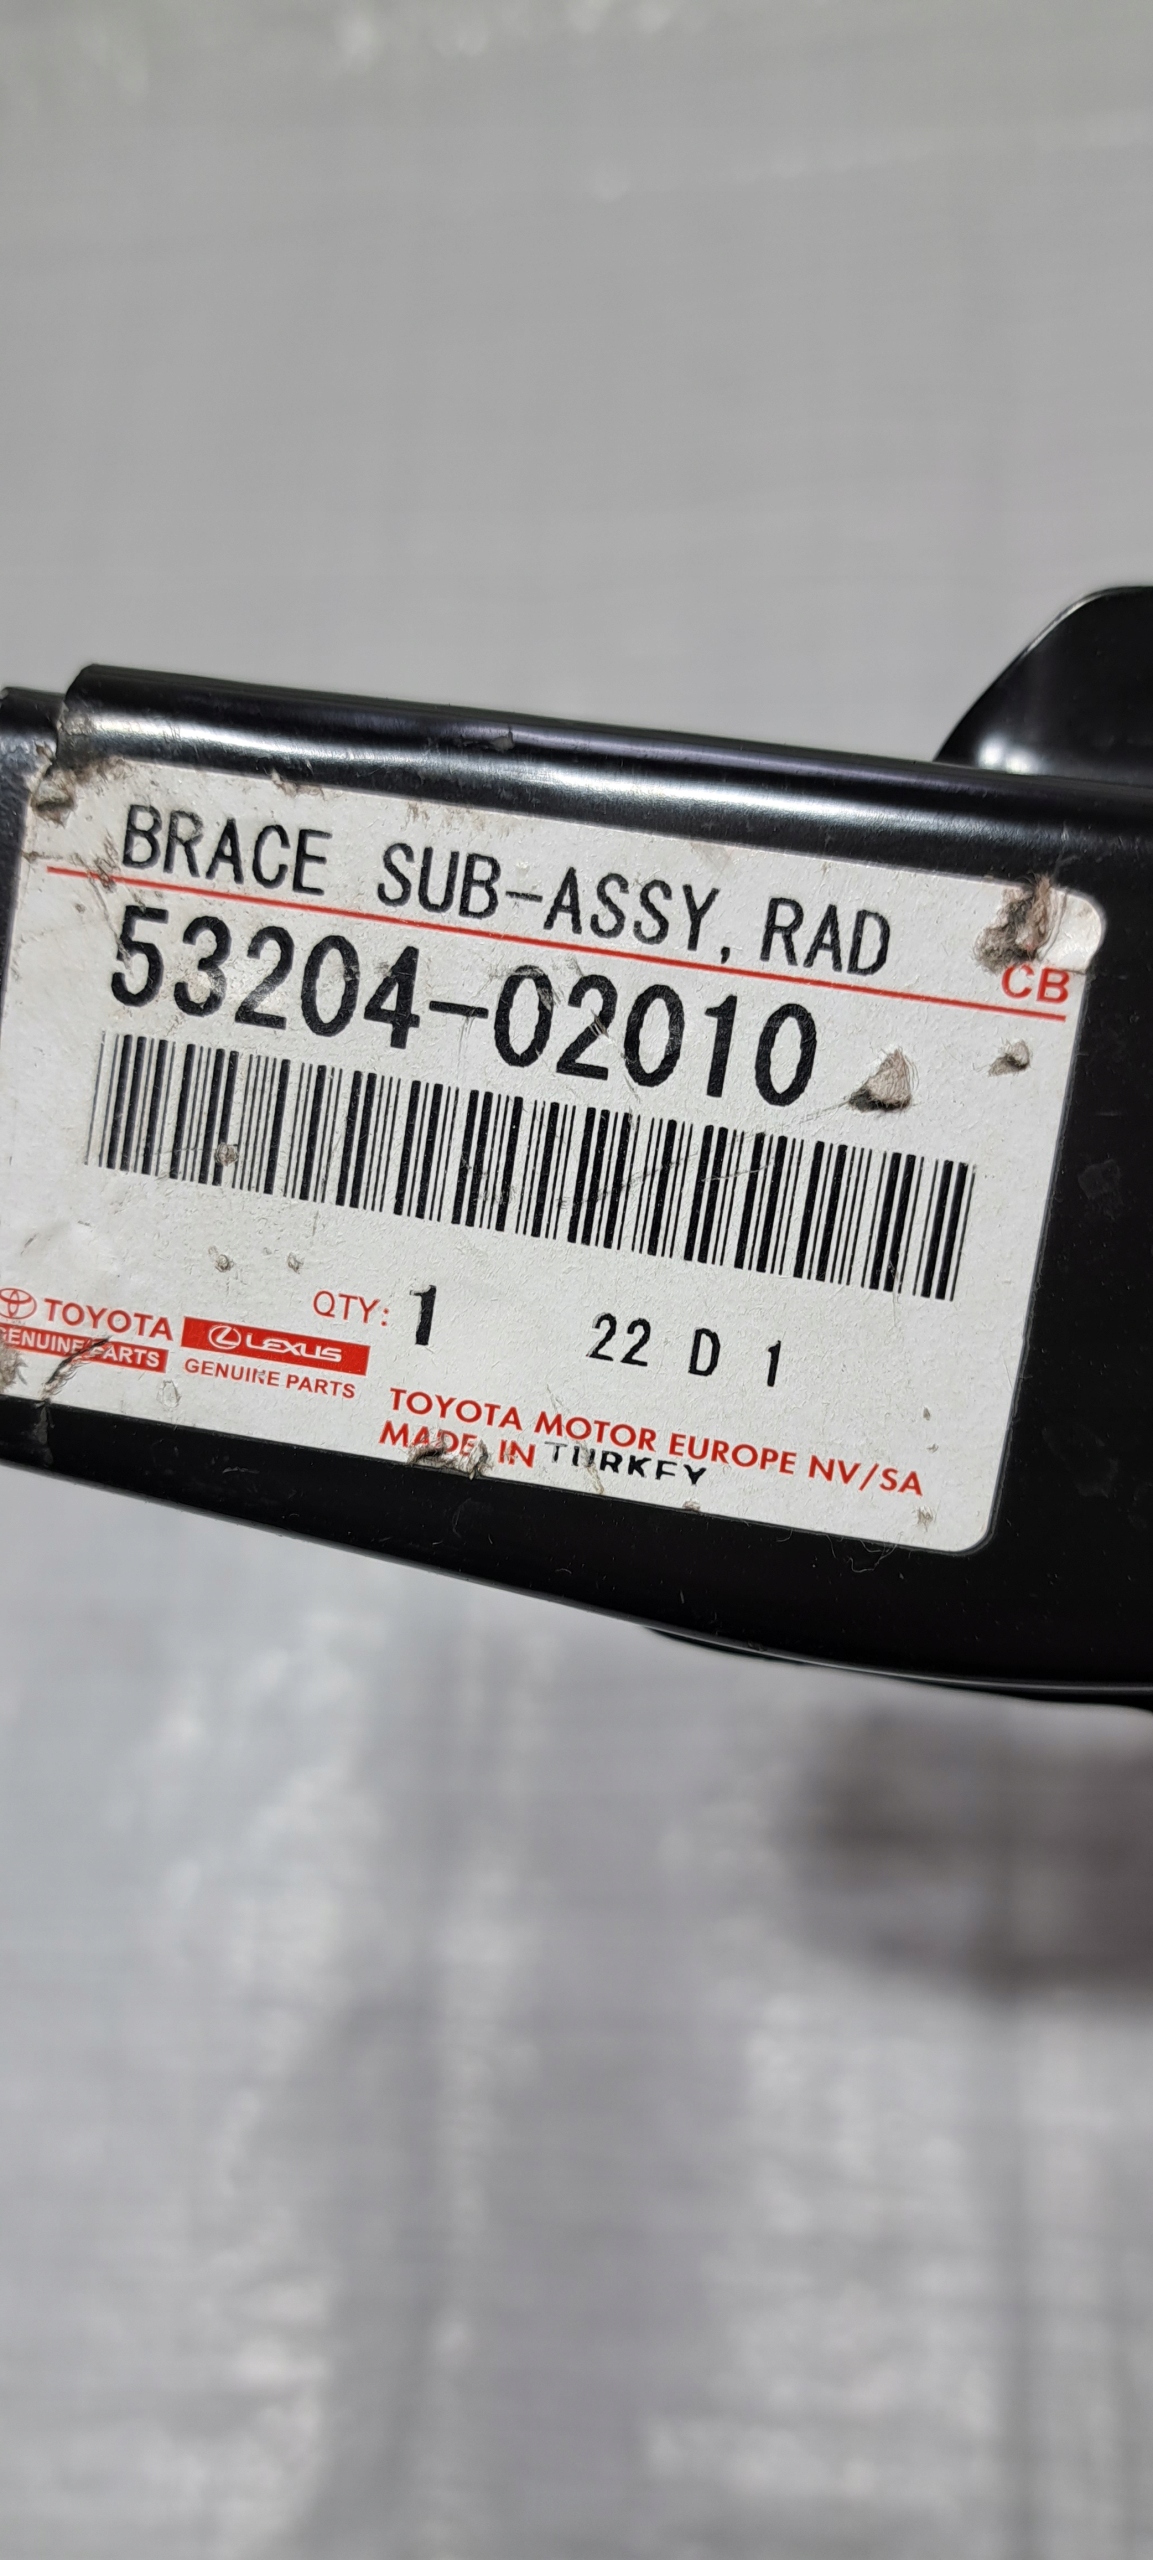 BRACE SUB-ASSY, RAD
CB
53204-02010
QTY: 1
22 D 1
TOYOTA
GENUINE PARTS
LEXUS
GENUINE PARTS
TOYOTA MOTOR EUROPE NV/SA
MADE IN TURKEY